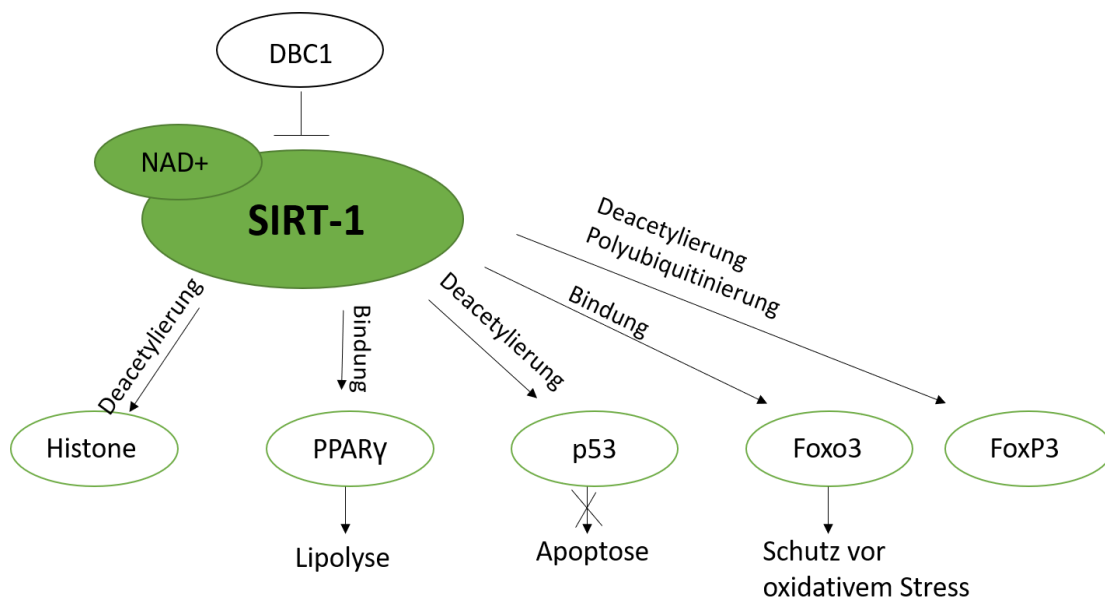 DBC1
NAD+
SIRT-1
Deacetylierung
Bindung
Deacetylierung
Bindung
Deacetylierung
Polyubiquitinierung
Histone
PPARγ
p53
Foxo3
FoxP3
Lipolyse
Apoptose
Schutz vor
oxidativem Stress